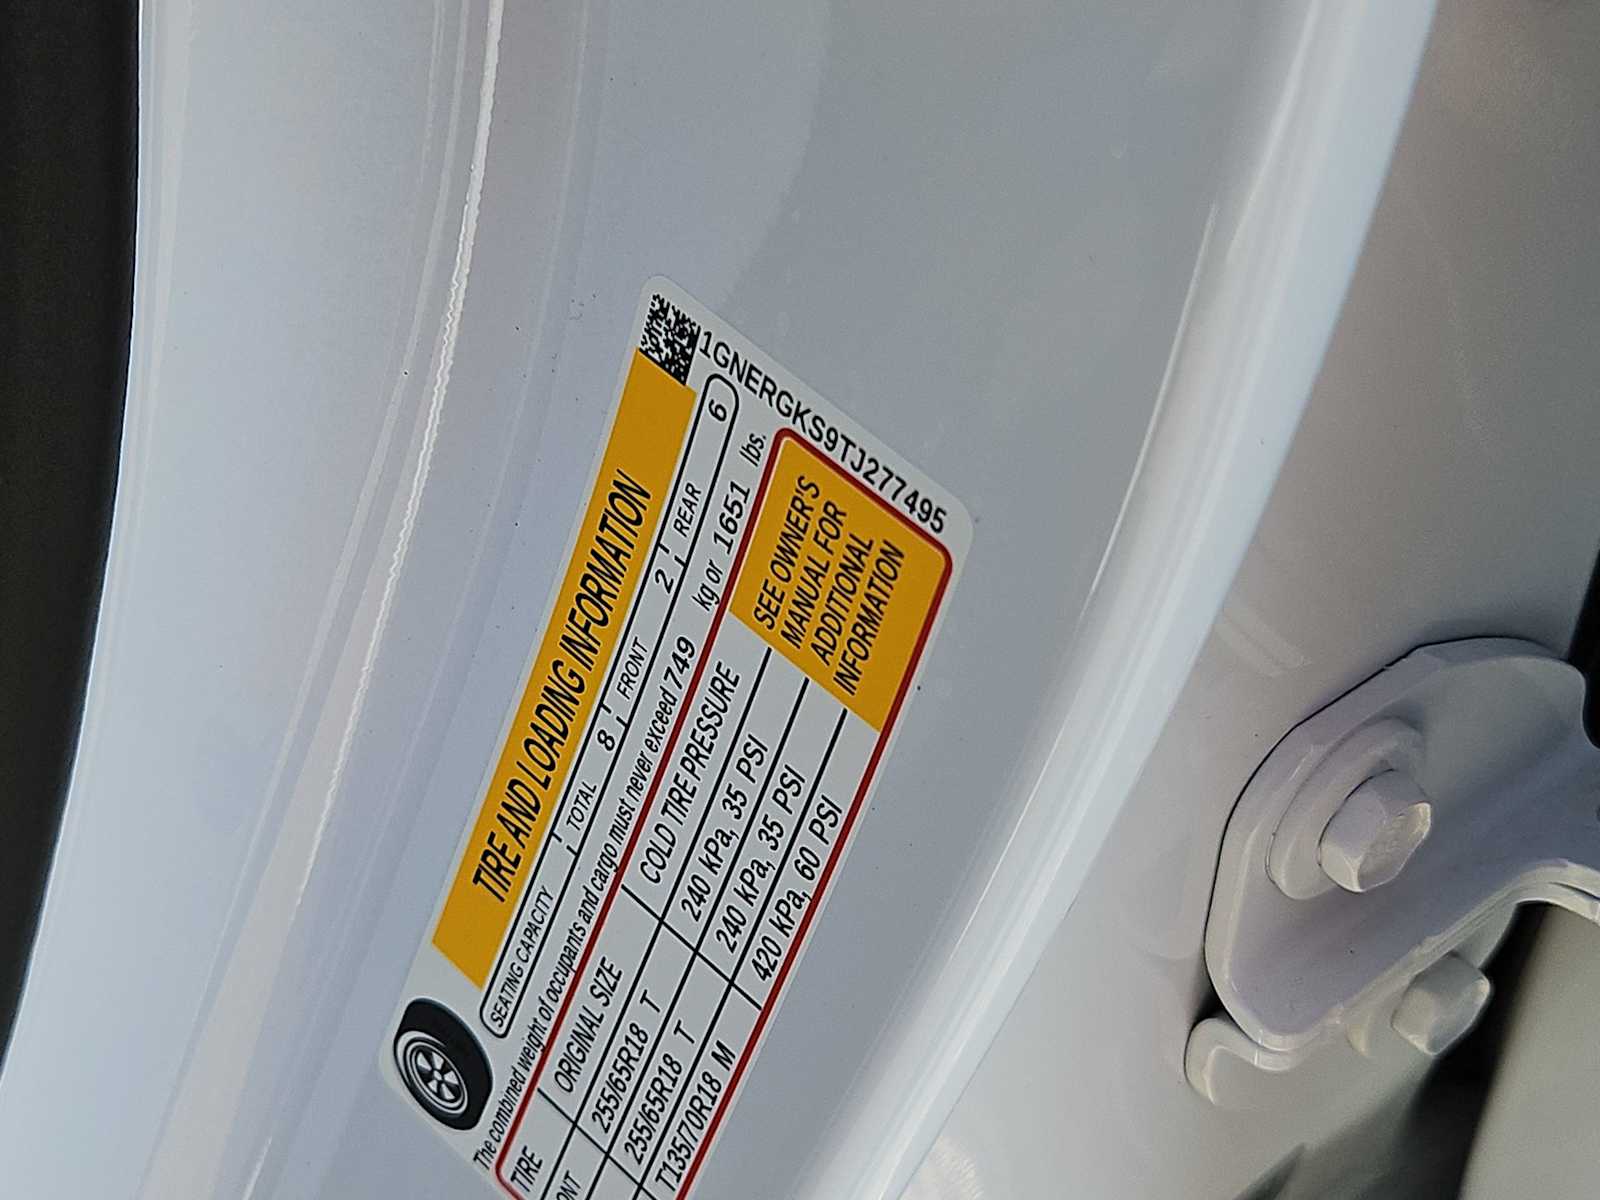 TIRE AND LOADING INFORMATION
SEATING CAPACITY TOTAL 8 FRONT 2 REAR 6
The combined weight of occupants and cargo must never exceed 749 kg or 1651 lbs.
TIRE ORIGINAL SIZE COLD TIRE PRESSURE
255/65R18 T 240 kPa, 35 PSI
255/65R18 T 240 kPa, 35 PSI
T135/70R18 M 420 kPa, 60 PSI
SEE OWNER'S
MANUAL FOR
ADDITIONAL
INFORMATION
1GNERGKS9TJ277495